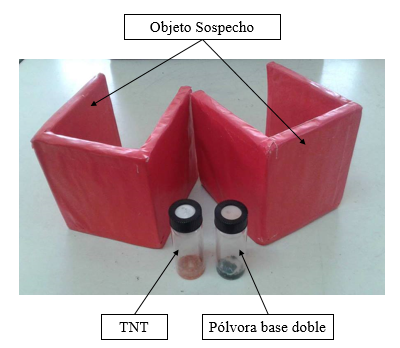 Objeto Sospecho
TNT
Pólvora base doble